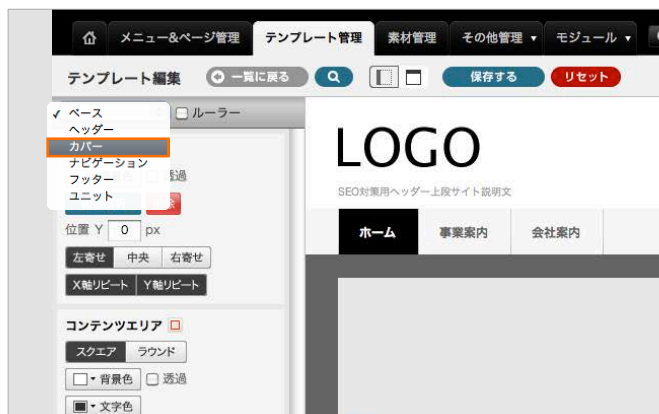 メニュー&ページ管理 テンプレート管理 素材管理 その他管理 ▼ モジュール ▼
テンプレート編集 一覧に戻る 保存する リセット
✓ ベース
ヘッダー
カバー
ナビゲーション
フッター
ユニット
ルーラー
透過
位置 Y 0 px
左寄せ 中央 右寄せ
X軸リピート Y軸リピート
コンテンツエリア
スクエア ラウンド
背景色 透過
文字色
LOGO
SEO対策用ヘッダー上段サイト説明文
ホーム 事業案内 会社案内